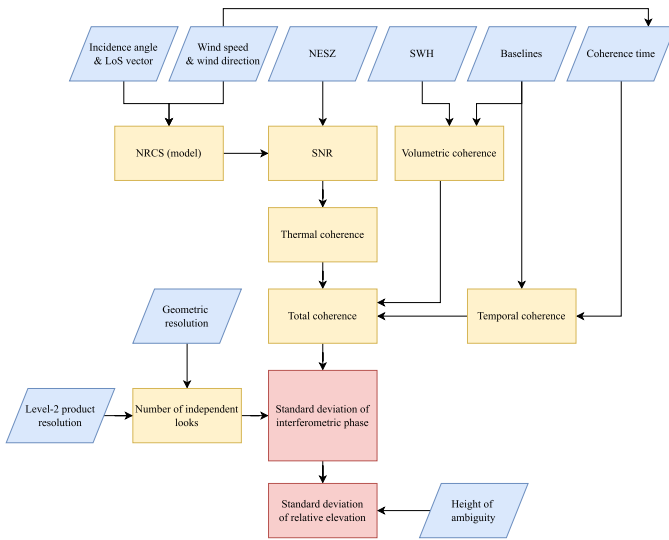 Incidence angle
& LoS vector
Wind speed
& wind direction
NESZ
SWH
Baselines
Coherence time
NRCS (model)
SNR
Volumetric coherence
Thermal coherence
Geometric
resolution
Total coherence
Temporal coherence
Level-2 product
resolution
Number of independent
looks
Standard deviation of
interferometric phase
Standard deviation
of relative elevation
Height of
ambiguity